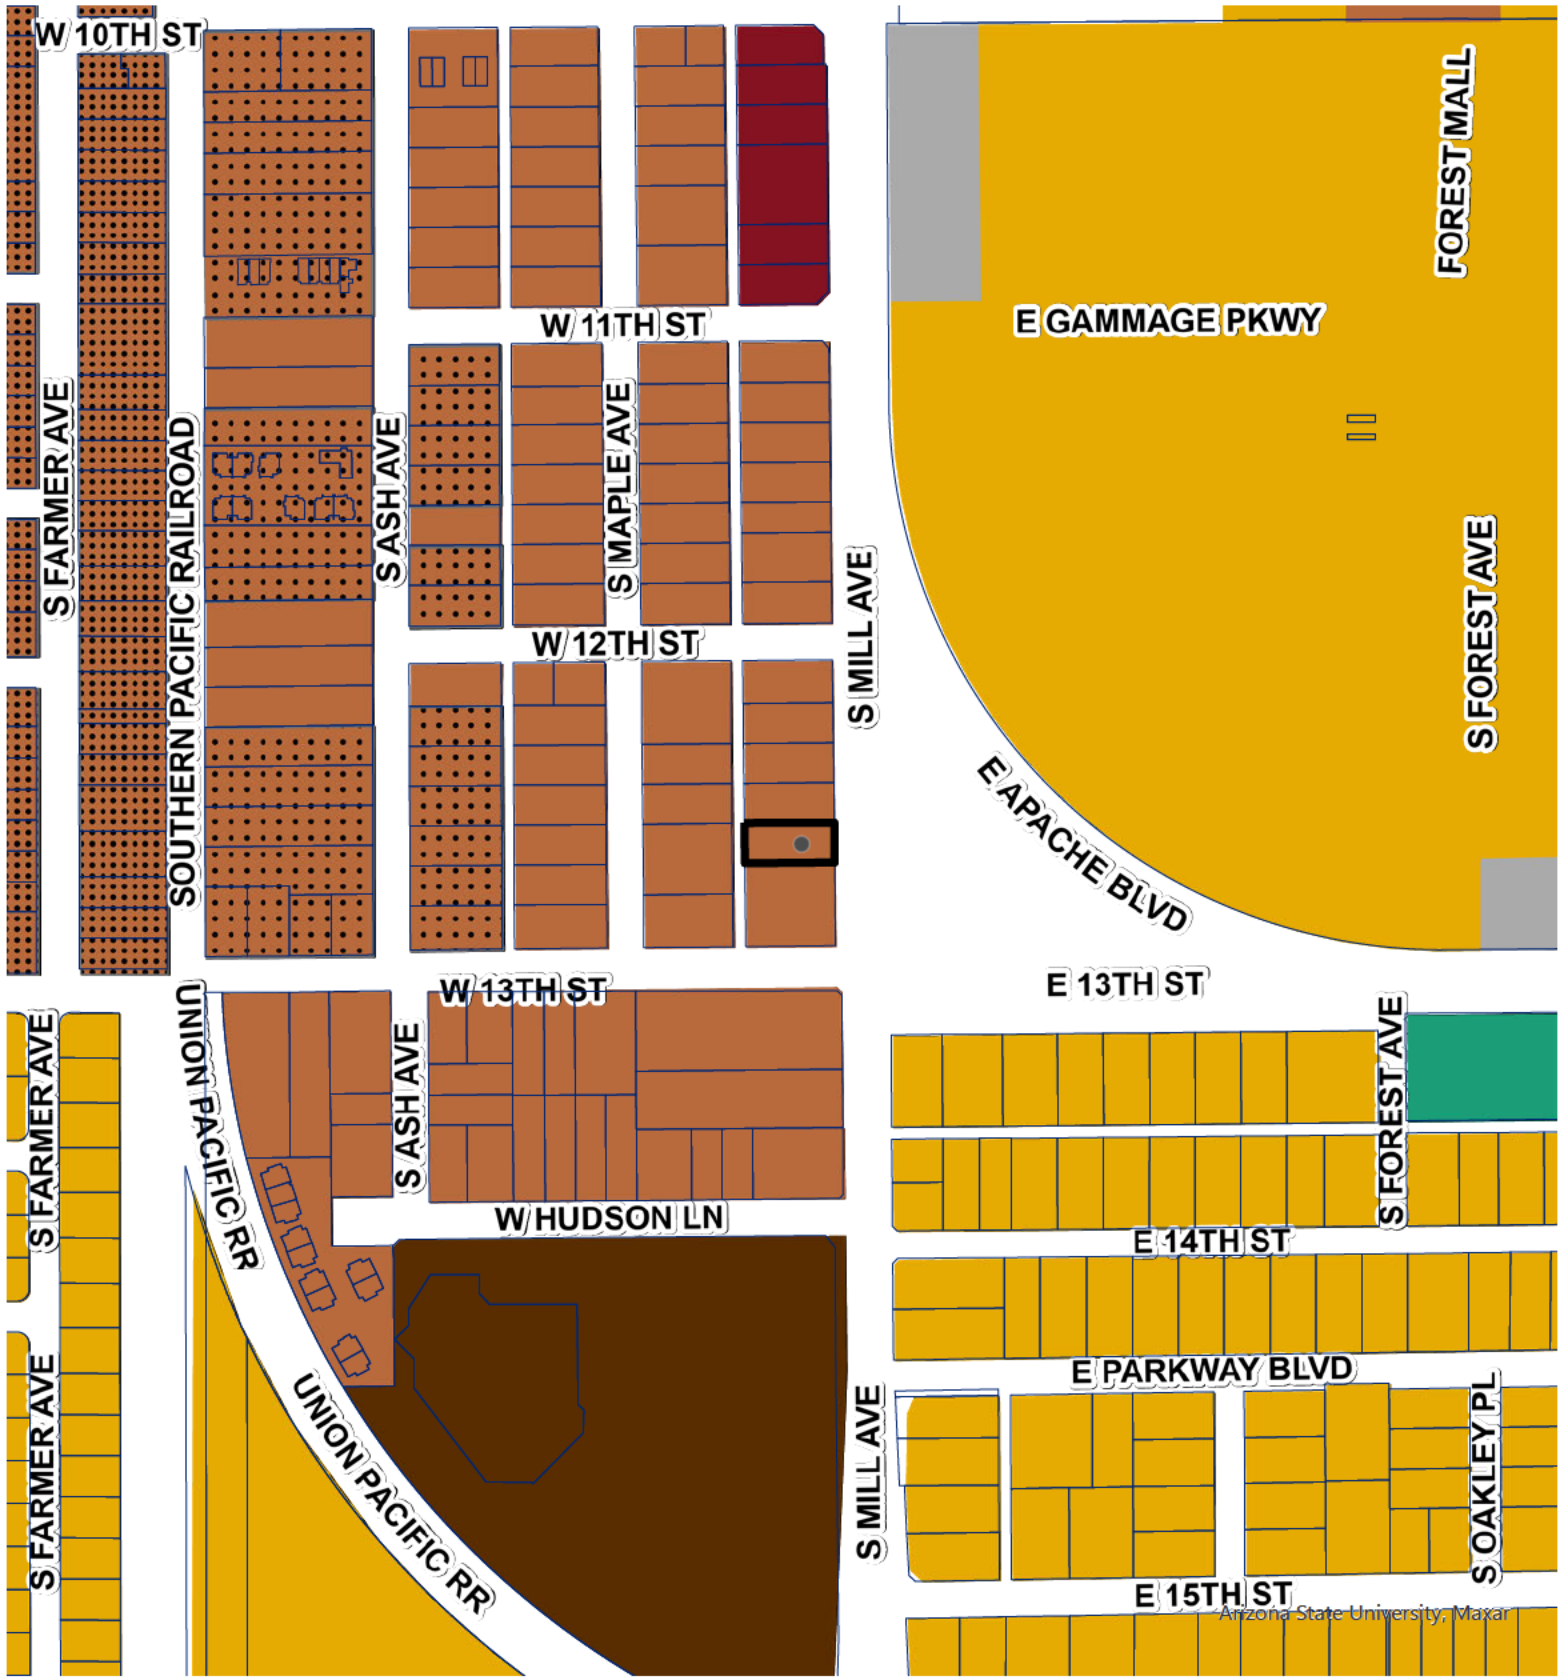 W 10TH ST
FOREST MALL
W 11TH ST
E GAMMAGE PKWY
S FARMER AVE
SOUTHERN PACIFIC RAILROAD
S ASH AVE
S MAPLE AVE
S MILL AVE
S FOREST AVE
W 12TH ST
E APACHE BLVD
W 13TH ST
E 13TH ST
UNION PACIFIC RR
S FARMER AVE
S ASH AVE
S FOREST AVE
W HUDSON LN
E 14TH ST
E PARKWAY BLVD
S FARMER AVE
UNION PACIFIC RR
S MILL AVE
S OAKLEY PL
E 15TH ST
Arizona State University, Maxar